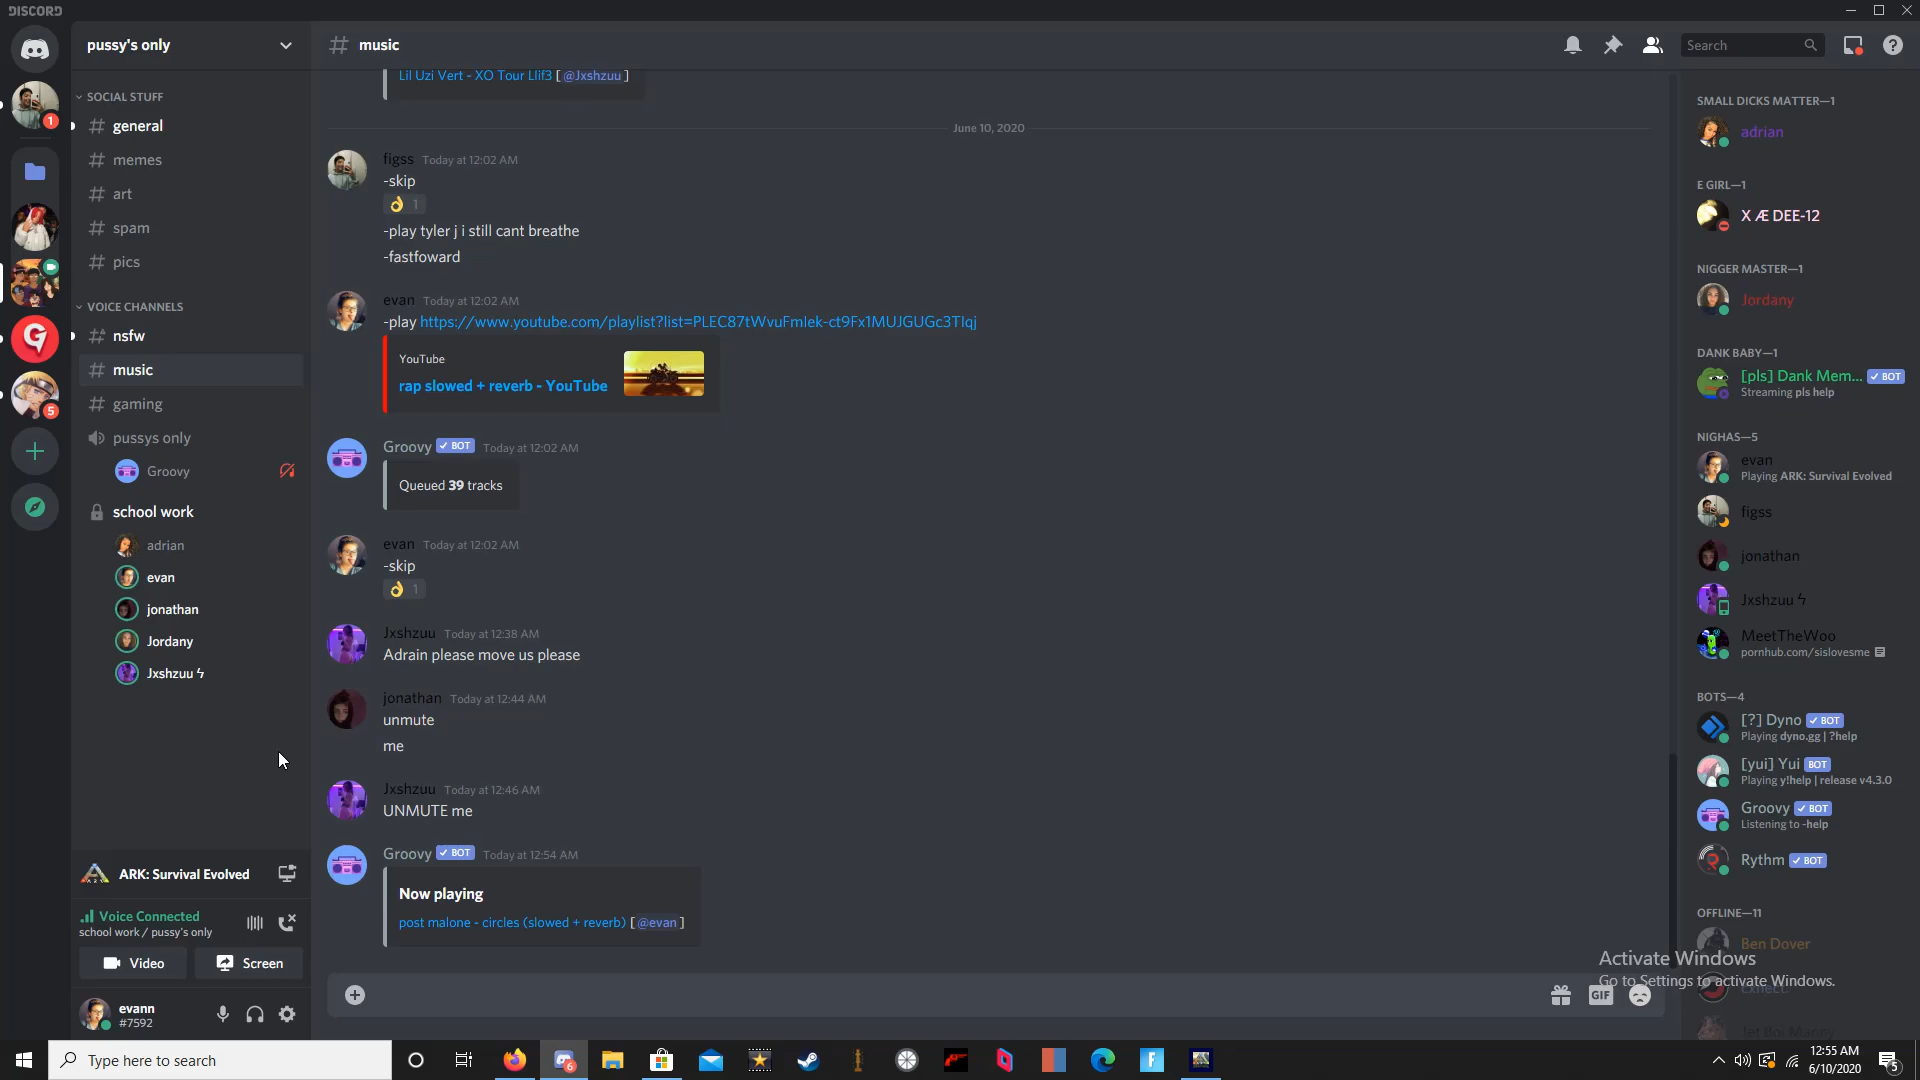 DISCORD
pussy's only
music
Search
SOCIAL STUFF
general
memes
art
spam
pics
VOICE CHANNELS
nsfw
music
gaming
pussys only
Groovy
school work
adrian
evan
jonathan
Jordany
Jxshzuu ϟ
ARK: Survival Evolved
Voice Connected
school work / pussy's only
Video
Screen
evann
#7592
Lil Uzi Vert - XO Tour Llif3 [ @Jxshzuu ]
June 10, 2020
figss Today at 12:02 AM
-skip
1
-play tyler j i still cant breathe
-fastfoward
evan Today at 12:02 AM
-play https://www.youtube.com/playlist?list=PLEC87tWvuFmlek-ct9Fx1MUJGUGc3TIqj
YouTube
rap slowed + reverb - YouTube
Groovy BOT Today at 12:02 AM
Queued 39 tracks
evan Today at 12:02 AM
-skip
1
Jxshzuu Today at 12:38 AM
Adrain please move us please
jonathan Today at 12:44 AM
unmute
me
Jxshzuu Today at 12:46 AM
UNMUTE me
Groovy BOT Today at 12:54 AM
Now playing
post malone - circles (slowed + reverb) [ @evan ]
GIF
SMALL DICKS MATTER—1
adrian
E GIRL—1
X Æ DEE-12
NIGGER MASTER—1
Jordany
DANK BABY—1
[pls] Dank Mem... BOT
Streaming pls help
NIGHAS—5
evan
Playing ARK: Survival Evolved
figss
jonathan
Jxshzuu ϟ
MeetTheWoo
pornhub.com/sislovesme
BOTS—4
[?] Dyno BOT
Playing dyno.gg | ?help
[yui] Yui BOT
Playing y!help | release v4.3.0
Groovy BOT
Listening to -help
Rythm BOT
OFFLINE—11
Ben Dover
Activate Windows
Go to Settings to activate Windows.
1
5
Type here to search
6
12:55 AM
6/10/2020
5